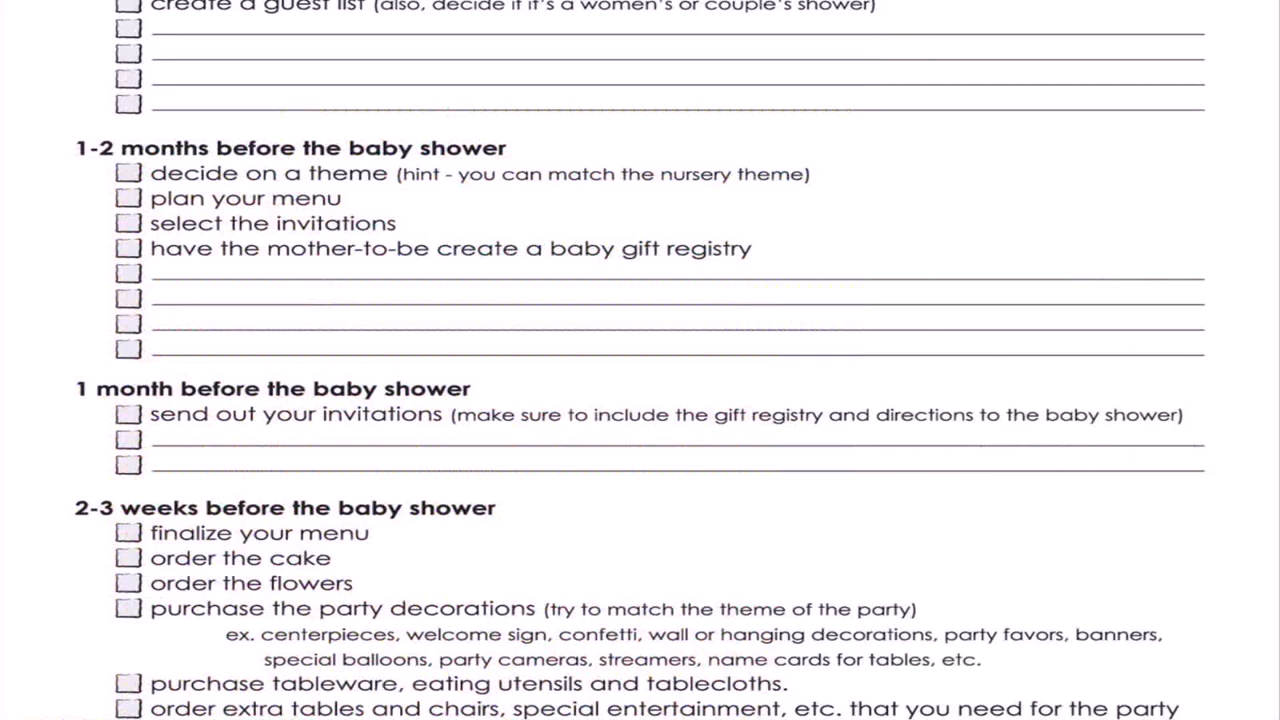 create a guest list (also, decide if it's a women's or couple's shower)
1-2 months before the baby shower
decide on a theme (hint - you can match the nursery theme)
plan your menu
select the invitations
have the mother-to-be create a baby gift registry
1 month before the baby shower
send out your invitations (make sure to include the gift registry and directions to the baby shower)
2-3 weeks before the baby shower
finalize your menu
order the cake
order the flowers
purchase the party decorations (try to match the theme of the party)
ex. centerpieces, welcome sign, confetti, wall or hanging decorations, party favors, banners,
special balloons, party cameras, streamers, name cards for tables, etc.
purchase tableware, eating utensils and tablecloths.
order extra tables and chairs, special entertainment, etc. that you need for the party